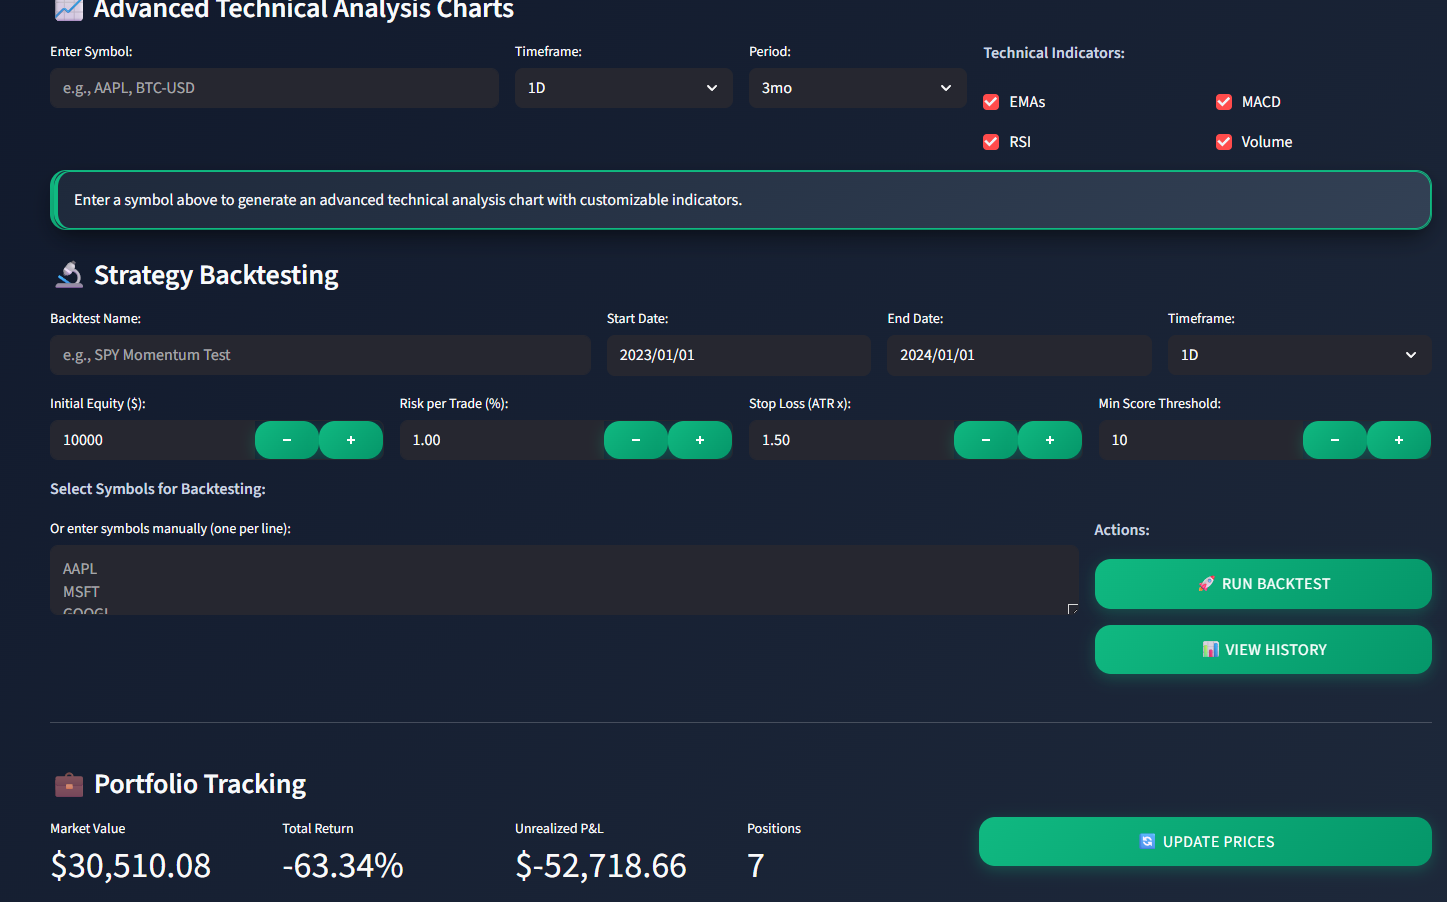 Advanced Technical Analysis Charts
Enter Symbol:
Timeframe:
Period:
Technical Indicators:
e.g., AAPL, BTC-USD
1D
3mo
EMAs
MACD
RSI
Volume
Enter a symbol above to generate an advanced technical analysis chart with customizable indicators.
Strategy Backtesting
Backtest Name:
Start Date:
End Date:
Timeframe:
e.g., SPY Momentum Test
2023/01/01
2024/01/01
1D
Initial Equity ($):
Risk per Trade (%):
Stop Loss (ATR x):
Min Score Threshold:
10000
− +
1.00
− +
1.50
− +
10
− +
Select Symbols for Backtesting:
Or enter symbols manually (one per line):
Actions:
AAPL
MSFT
GOOGL
RUN BACKTEST
VIEW HISTORY
Portfolio Tracking
Market Value
Total Return
Unrealized P&L
Positions
$30,510.08
-63.34%
$-52,718.66
7
UPDATE PRICES